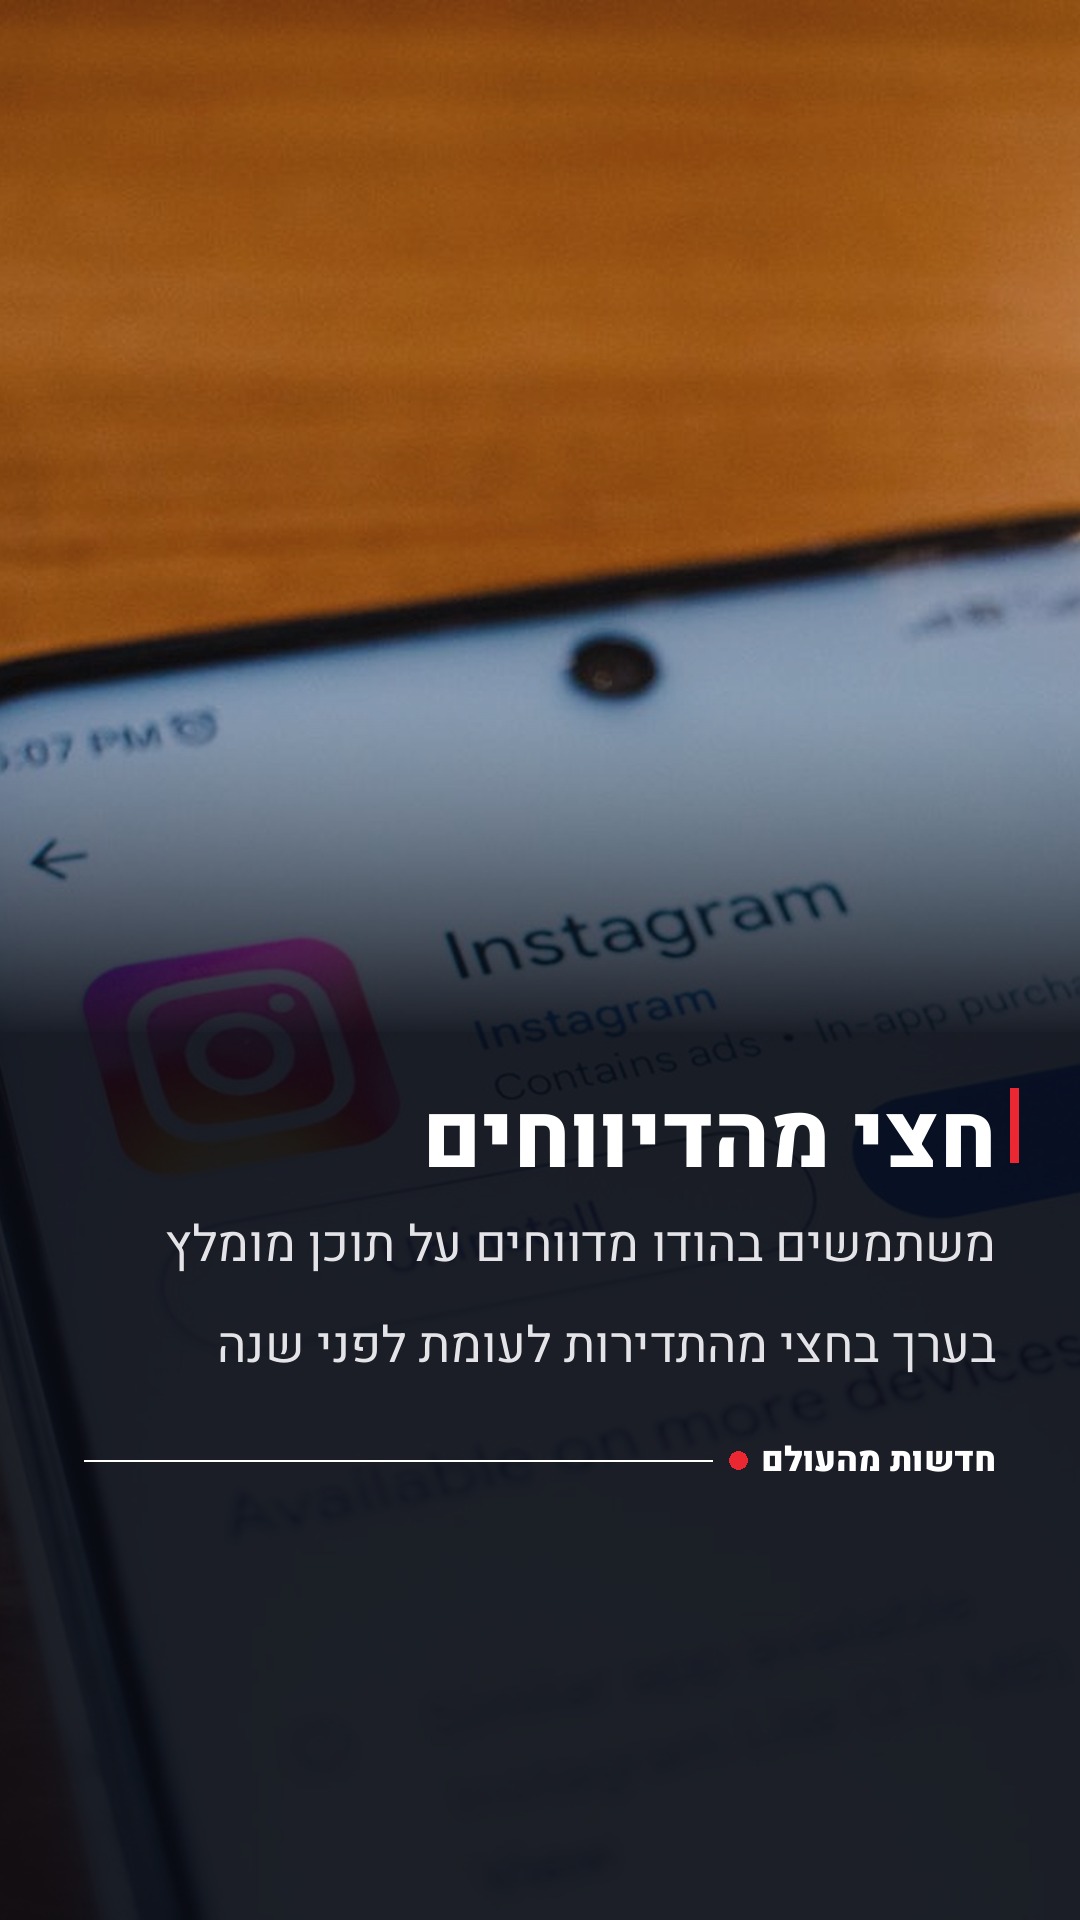 5:07 PM
Instagram
Instagram
Contains ads • In-app purcha
חצי מהדיווחים
משתמשים בהודו מדווחים על תוכן מומלץ
בערך בחצי מהתדירות לעומת לפני שנה
Available on more devices
חדשות מהעולם